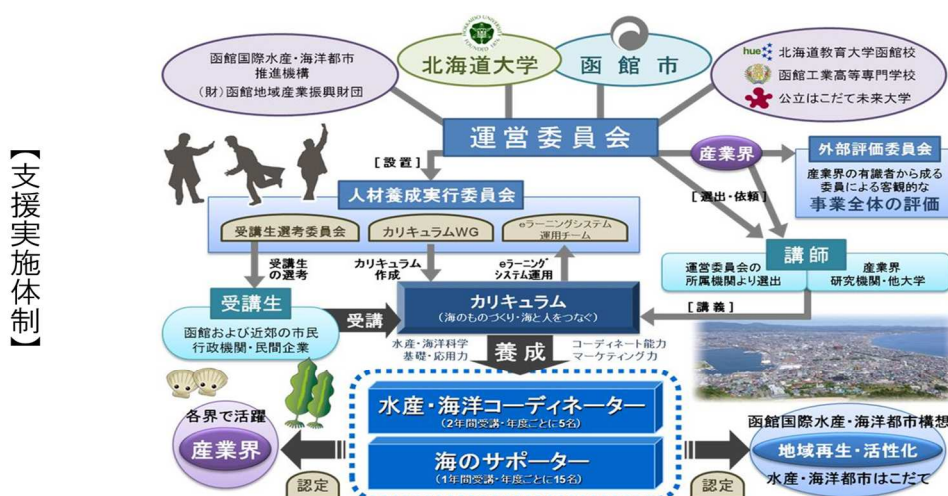 【支援実施体制】
函館国際水産・海洋都市
推進機構
(財)函館地域産業振興財団
HOKKAIDO UNIVERSITY
FOUNDED 1876
北海道大学
函館市
hue 北海道教育大学函館校
函館工業高等専門学校
公立はこだて未来大学
運営委員会
[設置]
産業界
外部評価委員会
産業界の有識者から成る
委員による客観的な
事業全体の評価
[選出・依頼]
人材養成実行委員会
受講生選考委員会
カリキュラムWG
eラーニングシステム
運用チーム
受講生
の選考
カリキュラム
作成
eラーニング
システム運用
講師
運営委員会の
所属機関より選出
産業界
研究機関・他大学
[講義]
受講生
函館および近郊の市民
行政機関・民間企業
受講
カリキュラム
(海のものづくり・海と人をつなぐ)
水産・海洋科学
基礎・応用力
養成
コーディネート能力
マーケティング力
水産・海洋コーディネーター
(2年間受講・年度ごとに5名)
海のサポーター
(1年間受講・年度ごとに15名)
各界で活躍
産業界
認定
認定
函館国際水産・海洋都市構想
地域再生・活性化
水産・海洋都市はこだて